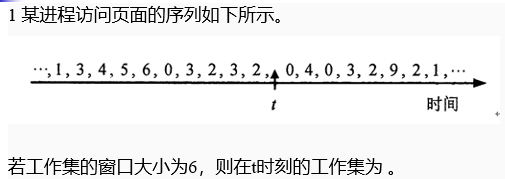 1 某进程访问页面的序列如下所示。
…,1, 3, 4, 5, 6, 0, 3, 2, 3, 2, 0, 4, 0, 3, 2, 9, 2, 1, …
t 时间
若工作集的窗口大小为6，则在t时刻的工作集为 。